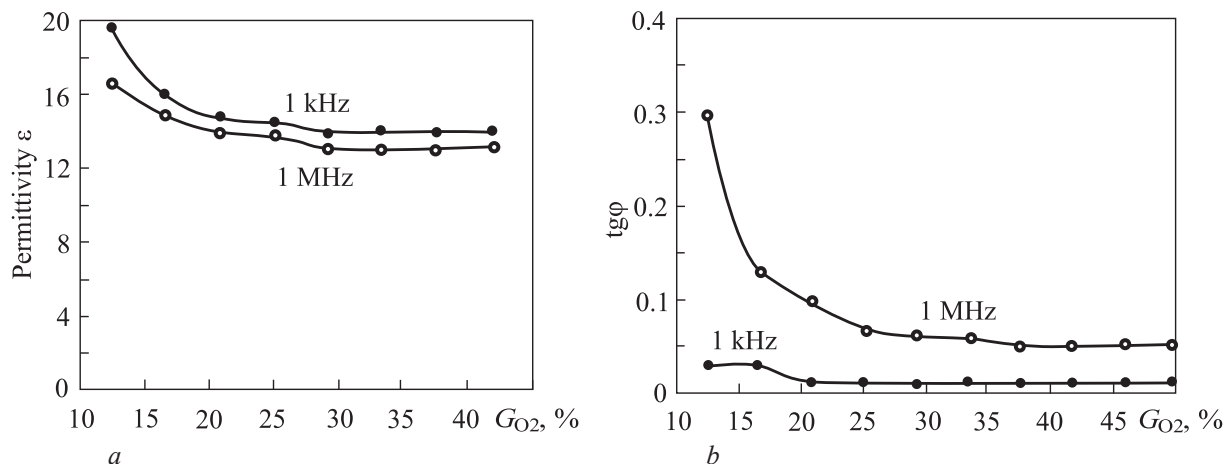 Permittivity ε
20
16
12
8
4
0
1 kHz
1 MHz
10 15 20 25 30 35 40 G_O2, %
a
tgφ
0.4
0.3
0.2
0.1
0
1 MHz
1 kHz
10 15 20 25 30 35 40 45 G_O2, %
b